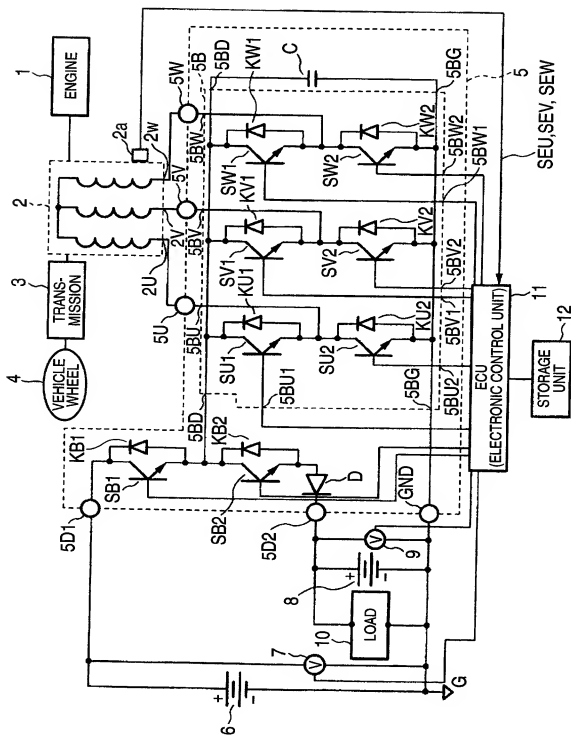 1
ENGINE
2
2a
2U
2V
2w
3
TRANS-
MISSION
4
VEHICLE
WHEEL
5U
5V
5W
5BU
5BV
5BW
5B
5BD
5BD
KB1
SB1
KB2
SB2
D
5D1
5D2
GND
KU1
SU1
KV1
SV1
KW1
SW1
C
KU2
SU2
KV2
SV2
KW2
SW2
5BU1
5BG
5BU2
5BV1
5BV2
5BW2
5BW1
5BG
5
SEU, SEV, SEW
6
+
-
7
V
8
+
-
9
V
10
LOAD
G
ECU
(ELECTRONIC CONTROL UNIT)
11
STORAGE
UNIT
12